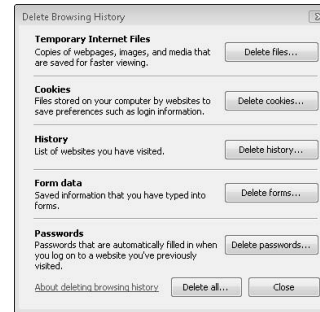 Delete Browsing History
Temporary Internet Files
Copies of webpages, images, and media that
are saved for faster viewing.
Delete files...
Cookies
Files stored on your computer by websites to
save preferences such as login information.
Delete cookies...
History
List of websites you have visited.
Delete history...
Form data
Saved information that you have typed into
forms.
Delete forms...
Passwords
Passwords that are automatically filled in when
you log on to a website you've previously
visited.
Delete passwords...
About deleting browsing history
Delete all...
Close